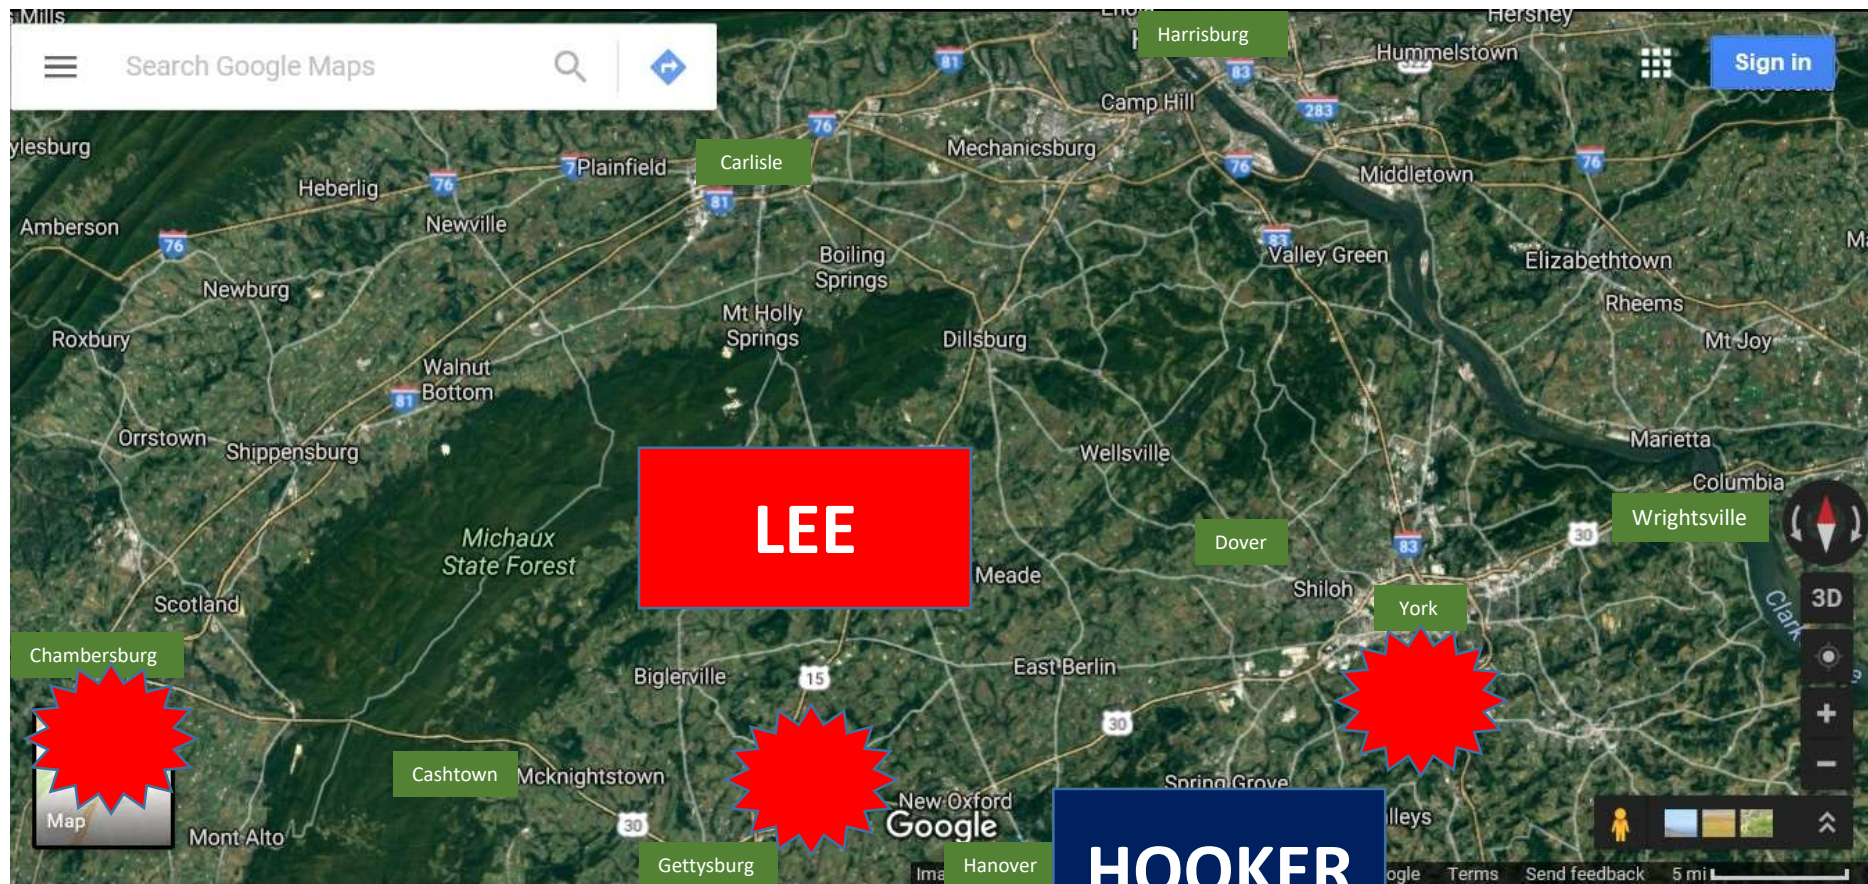 Mills
Hershey
Harrisburg
Search Google Maps
81
83
Hummelstown
Sign in
Camp Hill
283
76
ylesburg
Plainfield
Carlisle
Mechanicsburg
76
76
Heberlig
76
Middletown
81
Amberson
76
Newville
83
Boiling
Springs
Valley Green
Elizabethtown
Newburg
Rheems
Mt Holly
Springs
Roxbury
Dillsburg
Mt Joy
Walnut
Bottom
81
Orrstown
Shippensburg
Wellsville
Marietta
Columbia
Wrightsville
LEE
Michaux
State Forest
Dover
83
30
Meade
Shiloh
York
3D
Scotland
Clark
Chambersburg
Biglerville
15
East Berlin
30
Cashtown
Mcknightstown
Spring Grove
New Oxford
Google
Map
Mont Alto
30
lleys
Gettysburg
Ima
Hanover
HOOKER
ogle
Terms
Send feedback
5 mi